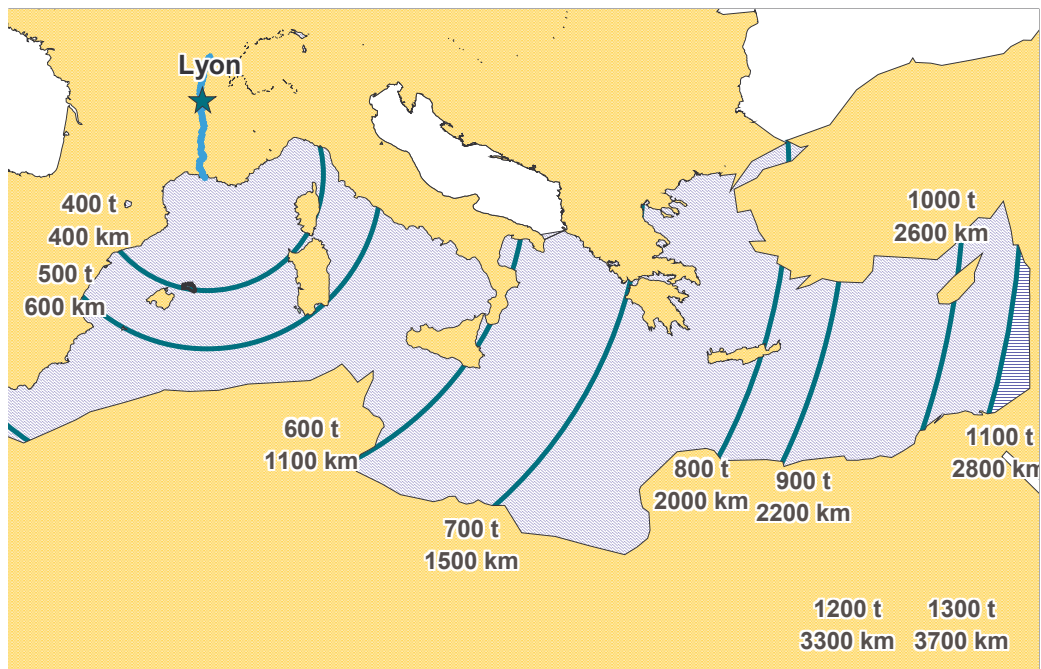 Lyon
400 t
400 km
500 t
600 km
1000 t
2600 km
600 t
1100 km
700 t
1500 km
800 t
2000 km
900 t
2200 km
1100 t
2800 km
1200 t
3300 km
1300 t
3700 km